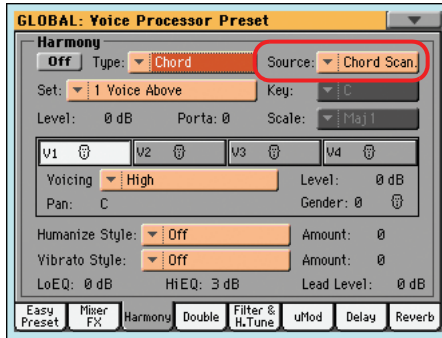 GLOBAL: Voice Processor Preset
Harmony
Off Type: Chord Source: Chord Scan.
Set: 1 Voice Above Key: C
Level: 0 dB Porta: 0 Scale: Maj1
V1 V2 V3 V4
Voicing High Level: 0 dB
Pan: C Gender: 0
Humanize Style: Off Amount: 0
Vibrato Style: Off Amount: 0
LoEQ: 0 dB HiEQ: 3 dB Lead Level: 0 dB
Easy Preset Mixer FX Harmony Double Filter & H.Tune uMod Delay Reverb